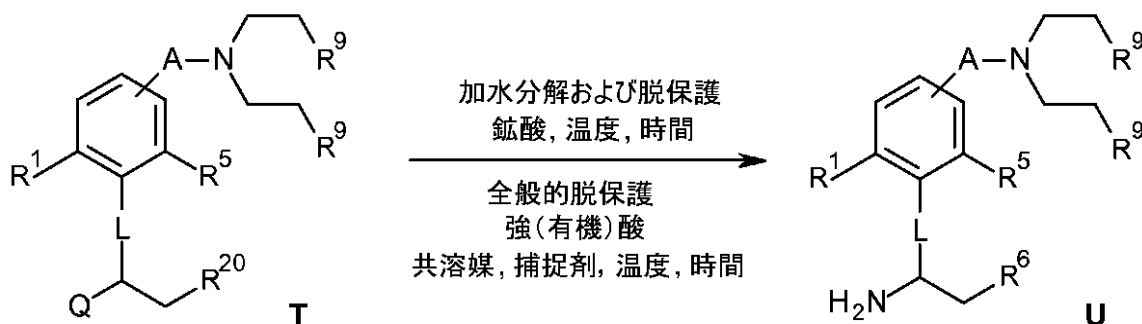 A
N
R⁹
R⁹
R¹
R⁵
L
Q
R²⁰
T
加水分解および脱保護
鉱酸, 温度, 時間
全般的脱保護
強(有機)酸
共溶媒, 捕捉剤, 温度, 時間
A
N
R⁹
R⁹
R¹
R⁵
L
H₂N
R⁶
U